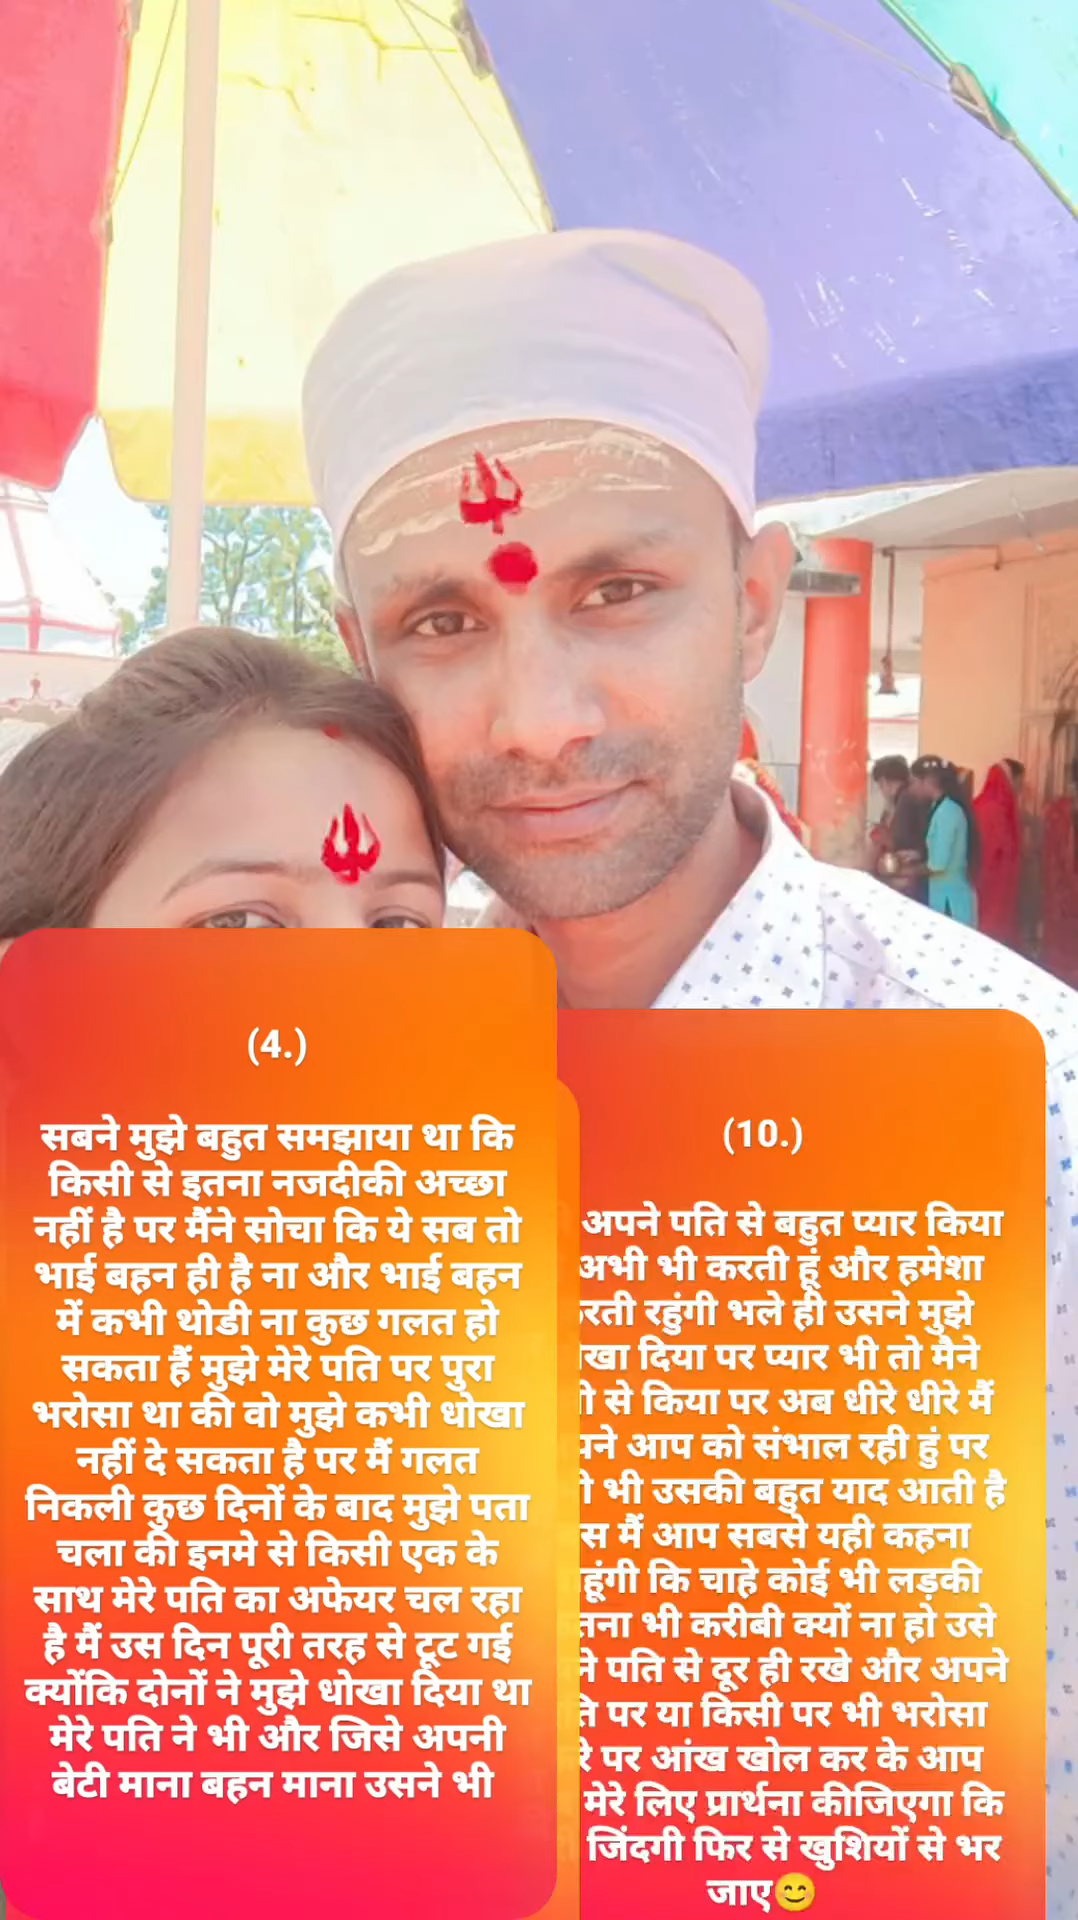 (4.)
सबने मुझे बहुत समझाया था कि
किसी से इतना नजदीकी अच्छा
नहीं है पर मैंने सोचा कि ये सब तो
भाई बहन ही है ना और भाई बहन
में कभी थोडी ना कुछ गलत हो
सकता हैं मुझे मेरे पति पर पुरा
भरोसा था की वो मुझे कभी धोखा
नहीं दे सकता है पर मैं गलत
निकली कुछ दिनों के बाद मुझे पता
चला की इनमे से किसी एक के
साथ मेरे पति का अफेयर चल रहा
है मैं उस दिन पूरी तरह से टूट गई
क्योंकि दोनों ने मुझे धोखा दिया था
मेरे पति ने भी और जिसे अपनी
बेटी माना बहन माना उसने भी
(10.)
अपने पति से बहुत प्यार किया
अभी भी करती हूं और हमेशा
रहुंगी भले ही उसने मुझे
दिया पर प्यार भी तो मैने
से किया पर अब धीरे धीरे मैं
आप को संभाल रही हुं पर
भी उसकी बहुत याद आती है
मैं आप सबसे यही कहना
कि चाहे कोई भी लड़की
भी करीबी क्यों ना हो उसे
पति से दूर ही रखे और अपने
पर या किसी पर भी भरोसा
पर आंख खोल कर के आप
मेरे लिए प्रार्थना कीजिएगा कि
जिंदगी फिर से खुशियों से भर
जाए😊